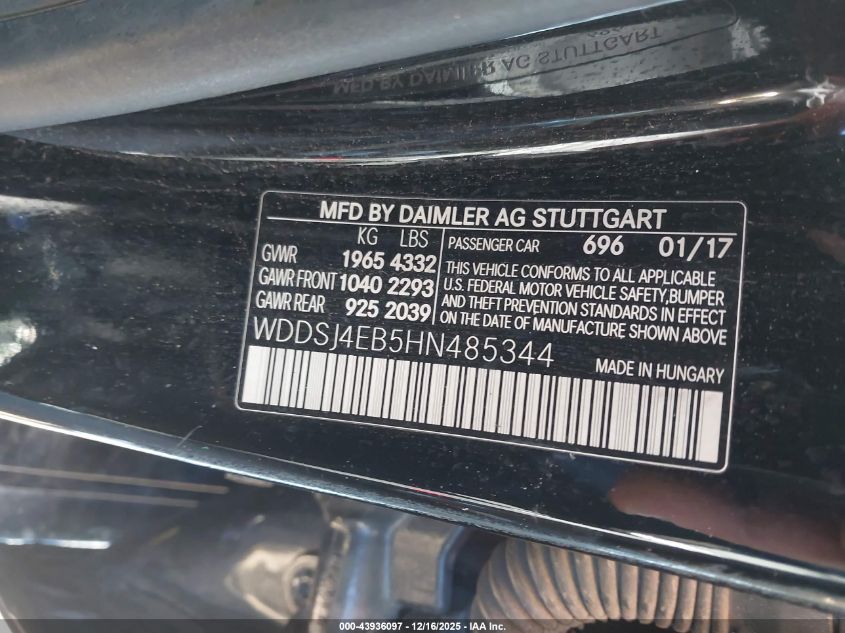 MFD BY DAIMLER AG STUTTGART
MFD BY DAIMLER AG STUTTGART
KG LBS
GVWR 1965 4332
GAWR FRONT 1040 2293
GAWR REAR 925 2039
PASSENGER CAR 696 01/17
THIS VEHICLE CONFORMS TO ALL APPLICABLE
U.S. FEDERAL MOTOR VEHICLE SAFETY,BUMPER
AND THEFT PREVENTION STANDARDS IN EFFECT
ON THE DATE OF MANUFACTURE SHOWN ABOVE
WDDSJ4EB5HN485344
MADE IN HUNGARY
000-43936097 - 12/16/2025 - IAA Inc.